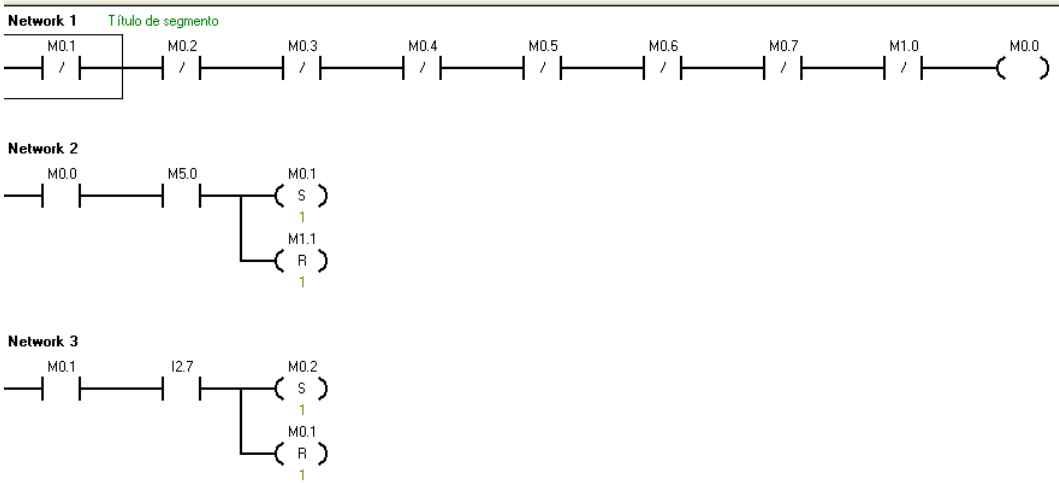 Network 1 Título de segmento
M0.1 M0.2 M0.3 M0.4 M0.5 M0.6 M0.7 M1.0 M0.0
/ / / / / / / /
Network 2
M0.0 M5.0 M0.1
S
1
M1.1
R
1
Network 3
M0.1 I2.7 M0.2
S
1
M0.1
R
1